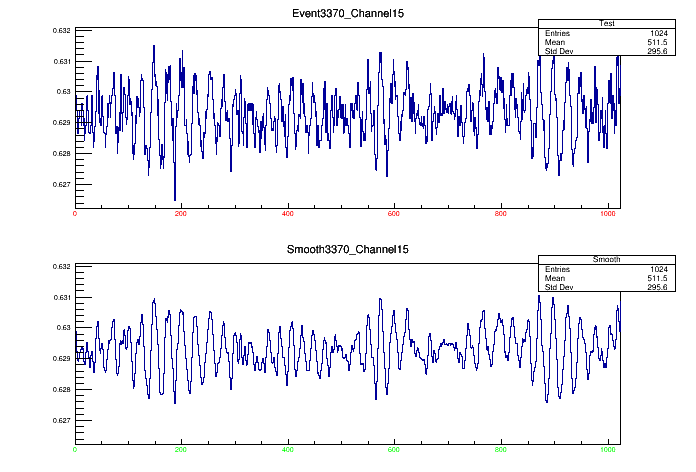 Event3370_Channel15
Test
Entries 1024
Mean 511.5
Std Dev 295.6
0.632
0.631
0.63
0.629
0.628
0.627
0 200 400 600 800 1000
Smooth3370_Channel15
Smooth
Entries 1024
Mean 511.5
Std Dev 295.6
0.632
0.631
0.63
0.629
0.628
0.627
0 200 400 600 800 1000